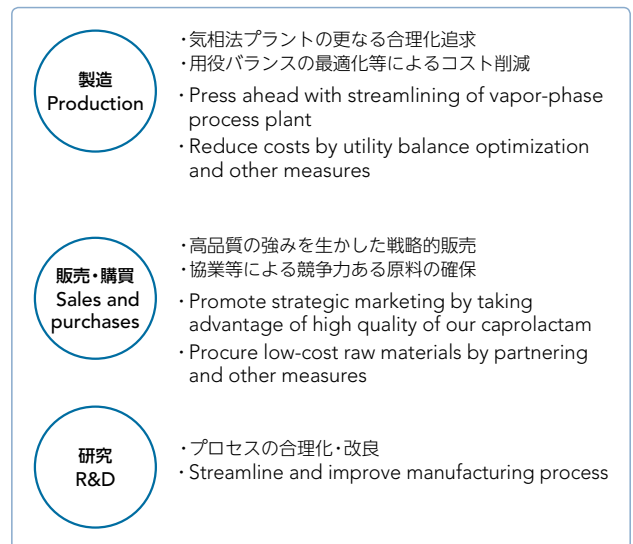 製造
Production
・気相法プラントの更なる合理化追求
・用役バランスの最適化等によるコスト削減
・Press ahead with streamlining of vapor-phase
process plant
・Reduce costs by utility balance optimization
and other measures
販売・購買
Sales and
purchases
・高品質の強みを生かした戦略的販売
・協業等による競争力ある原料の確保
・Promote strategic marketing by taking
advantage of high quality of our caprolactam
・Procure low-cost raw materials by partnering
and other measures
研究
R&D
・プロセスの合理化・改良
・Streamline and improve manufacturing process